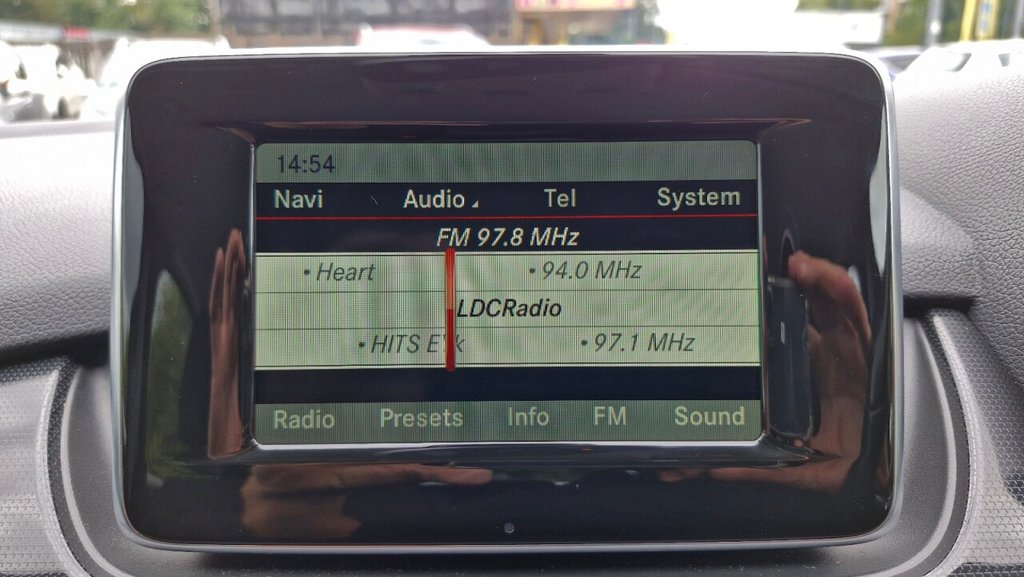 14:54
Navi Audio Tel System
FM 97.8 MHz
• Heart • 94.0 MHz
LDCRadio
• HITS • 97.1 MHz
Radio Presets Info FM Sound